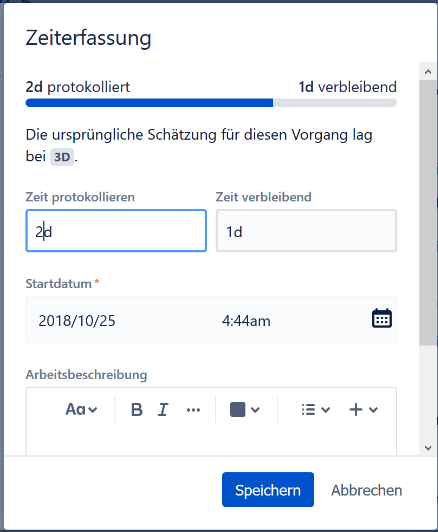 Zeiterfassung
2d protokolliert 1d verbleibend
Die ursprüngliche Schätzung für diesen Vorgang lag
bei 3D.
Zeit protokollieren Zeit verbleibend
2d 1d
Startdatum *
2018/10/25 4:44am
Arbeitsbeschreibung
Aa B I ...
Speichern Abbrechen